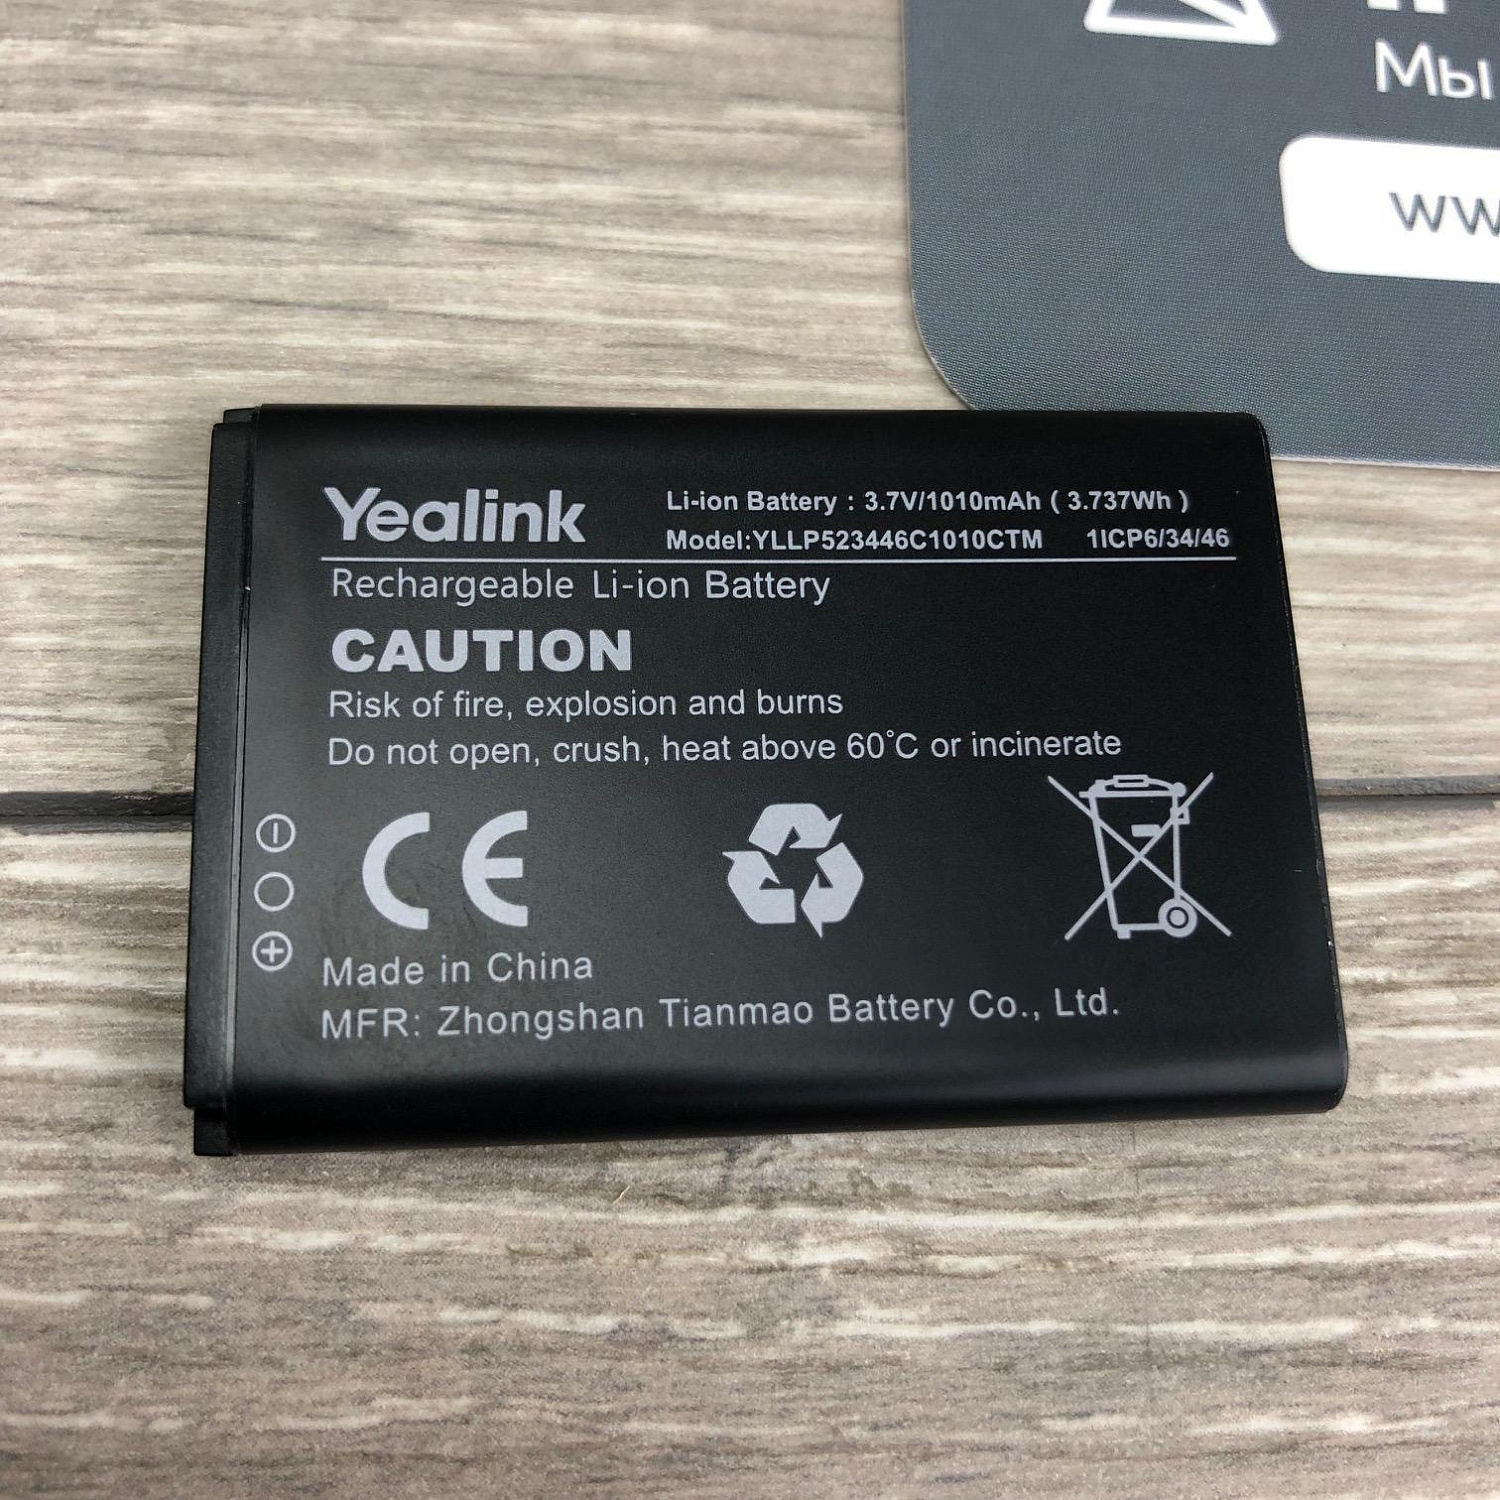 Мы
Yealink
Li-ion Battery : 3.7V/1010mAh ( 3.737Wh )
Model:YLLP523446C1010CTM 1ICP6/34/46
Rechargeable Li-ion Battery
CAUTION
Risk of fire, explosion and burns
Do not open, crush, heat above 60°C or incinerate
CE
Made in China
MFR: Zhongshan Tianmao Battery Co., Ltd.